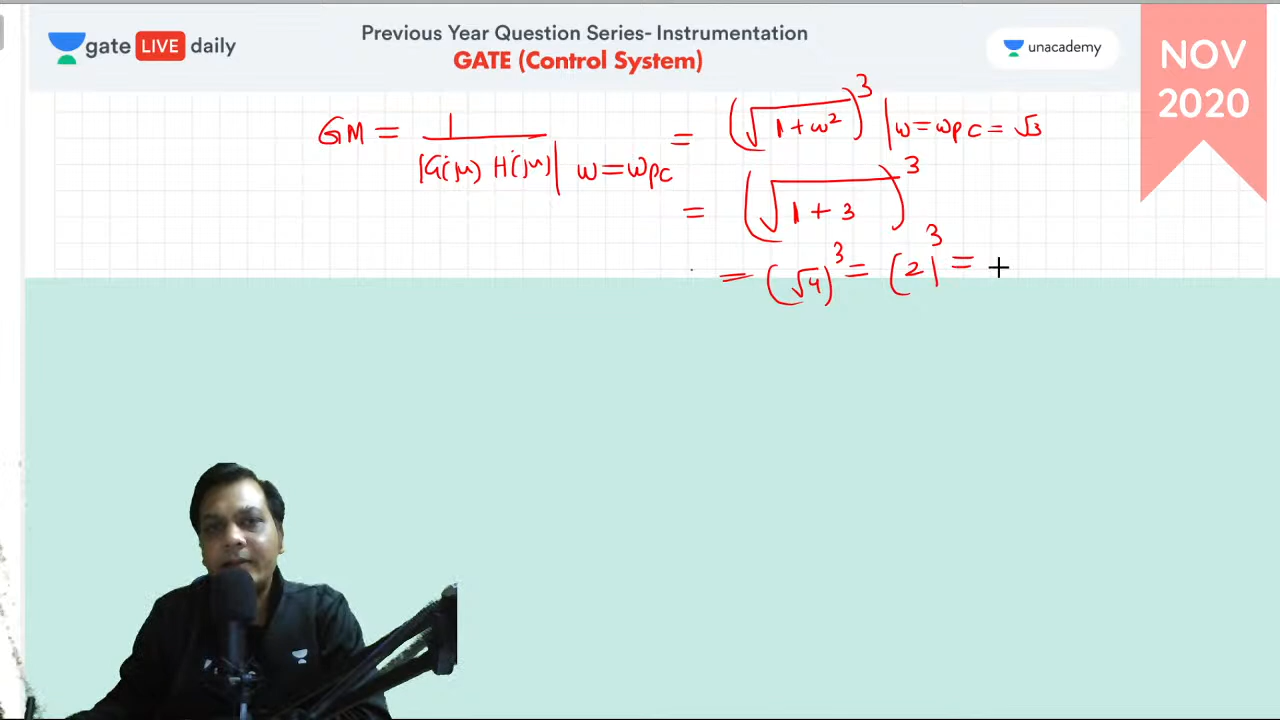 gate LIVE daily
Previous Year Question Series- Instrumentation
GATE (Control System)
unacademy
NOV
2020
GM = 1 / |G(jω) H(jω)| ω=ωpc = (√1+ω²)³ | ω=ωpc=√3
= (√1+3)³
= (√4)³ = (2)³ =